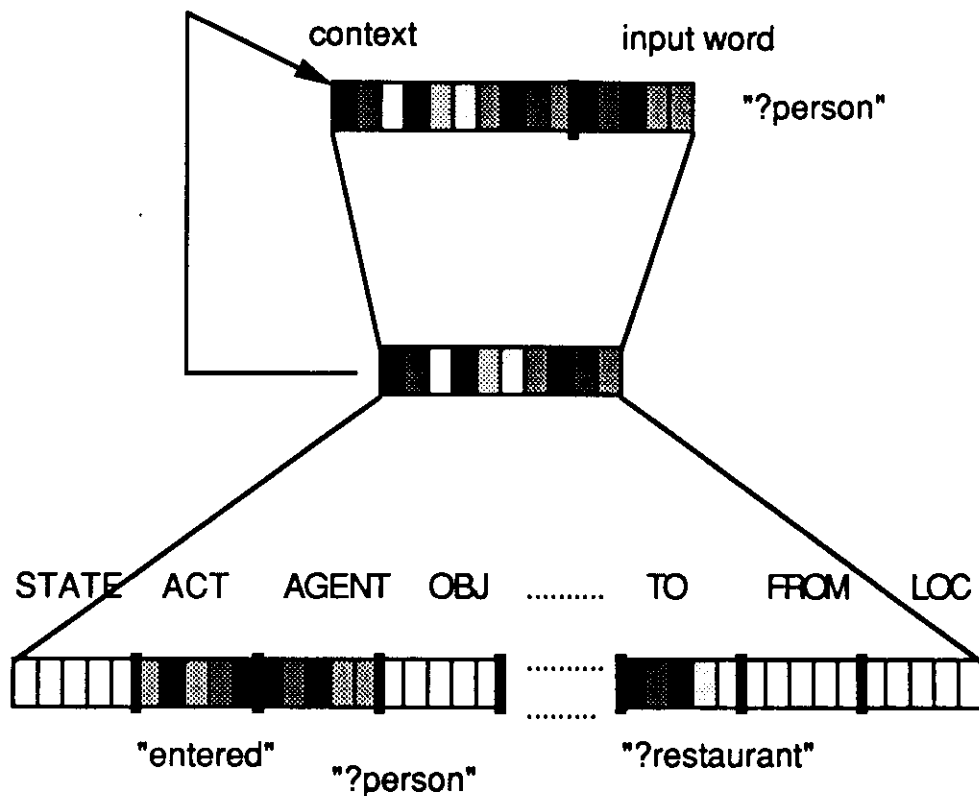 context input word
"?person"
STATE ACT AGENT OBJ .......... TO FROM LOC
..........
..........
"entered" "?person" "?restaurant"